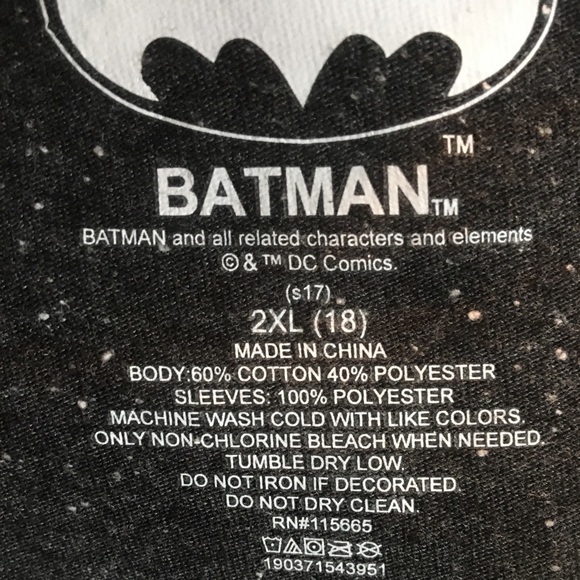 TM
BATMAN TM
BATMAN and all related characters and elements
© & TM DC Comics.
(s17)
2XL (18)
MADE IN CHINA
BODY:60% COTTON 40% POLYESTER
SLEEVES: 100% POLYESTER
MACHINE WASH COLD WITH LIKE COLORS.
ONLY NON-CHLORINE BLEACH WHEN NEEDED.
TUMBLE DRY LOW.
DO NOT IRON IF DECORATED.
DO NOT DRY CLEAN.
RN#115665
190371543951